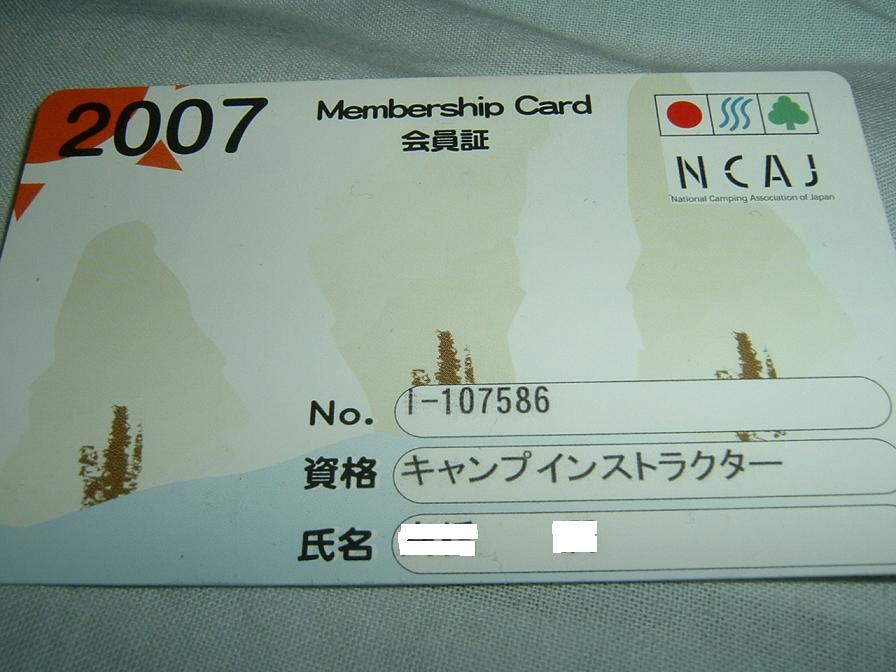 2007
Membership Card
会員証
NCAJ
National Camping Association of Japan
No. I-107586
資格 キャンプインストラクター
氏名